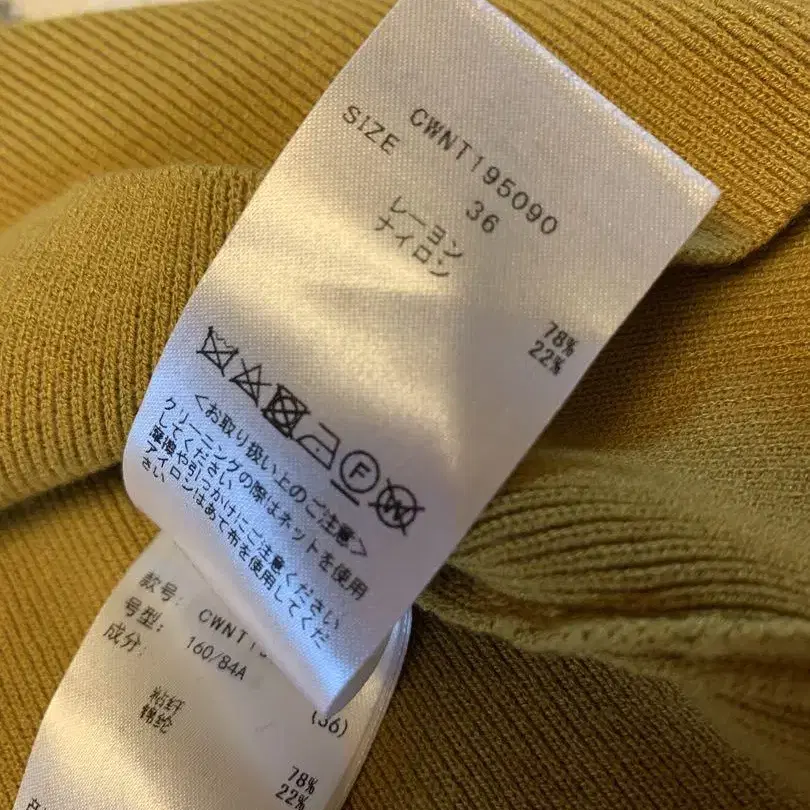 CWNT195090
SIZE 36
レーヨン 78%
ナイロン 22%
F
W
<お取り扱い上のご注意>
クリーニングの際はネットを使用
してください
摩擦や引っかけにご注意ください
アイロンはあて布を使用してくだ
さい
款号: CWNT19
号型: 160/84A (36)
成分:
粘纤 78%
锦纶 22%